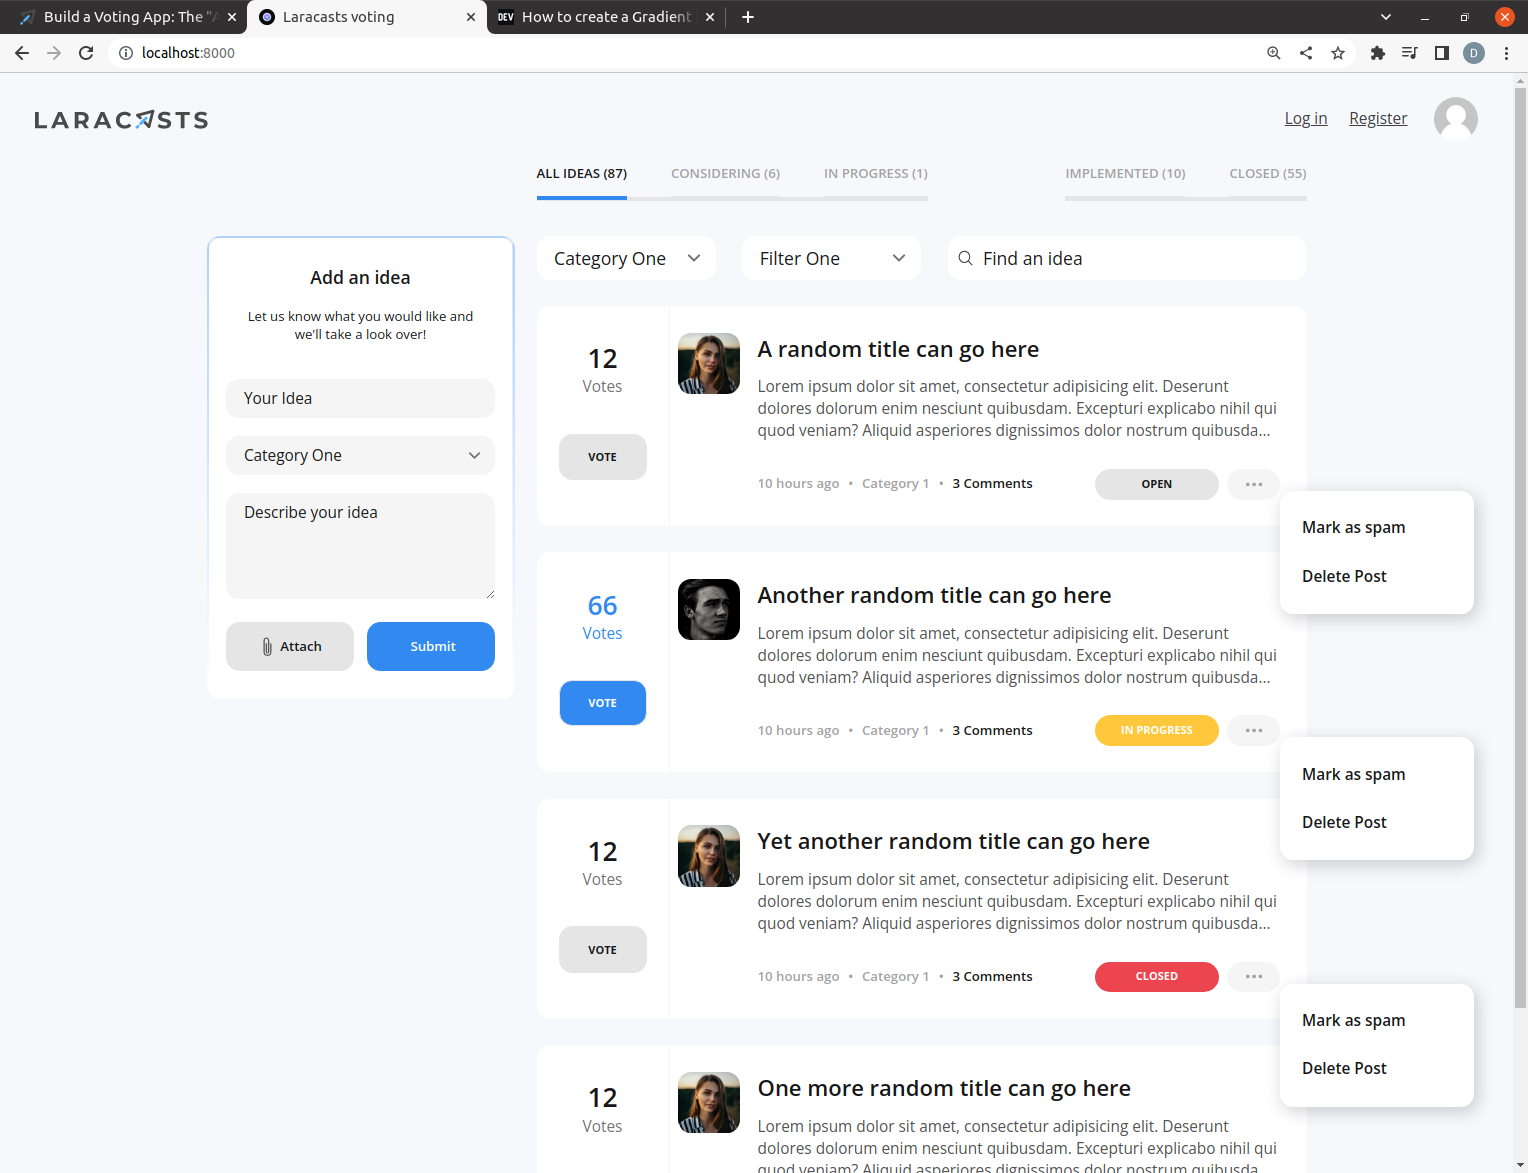 Build a Voting App: The "A
Laracasts voting
DEV How to create a Gradient
localhost:8000
D
LARACASTS
Log in
Register
ALL IDEAS (87)
CONSIDERING (6)
IN PROGRESS (1)
IMPLEMENTED (10)
CLOSED (55)
Add an idea
Let us know what you would like and
we'll take a look over!
Your Idea
Category One
Describe your idea
Attach
Submit
Category One
Filter One
Find an idea
12
Votes
VOTE
A random title can go here
Lorem ipsum dolor sit amet, consectetur adipisicing elit. Deserunt
dolores dolorum enim nesciunt quibusdam. Excepturi explicabo nihil qui
quod veniam? Aliquid asperiores dignissimos dolor nostrum quibusda...
10 hours ago • Category 1 • 3 Comments
OPEN
Mark as spam
Delete Post
66
Votes
VOTE
Another random title can go here
Lorem ipsum dolor sit amet, consectetur adipisicing elit. Deserunt
dolores dolorum enim nesciunt quibusdam. Excepturi explicabo nihil qui
quod veniam? Aliquid asperiores dignissimos dolor nostrum quibusda...
10 hours ago • Category 1 • 3 Comments
IN PROGRESS
Mark as spam
Delete Post
12
Votes
VOTE
Yet another random title can go here
Lorem ipsum dolor sit amet, consectetur adipisicing elit. Deserunt
dolores dolorum enim nesciunt quibusdam. Excepturi explicabo nihil qui
quod veniam? Aliquid asperiores dignissimos dolor nostrum quibusda...
10 hours ago • Category 1 • 3 Comments
CLOSED
Mark as spam
Delete Post
12
Votes
One more random title can go here
Lorem ipsum dolor sit amet, consectetur adipisicing elit. Deserunt
dolores dolorum enim nesciunt quibusdam. Excepturi explicabo nihil qui
quod veniam? Aliquid asperiores dignissimos dolor nostrum quibusda...